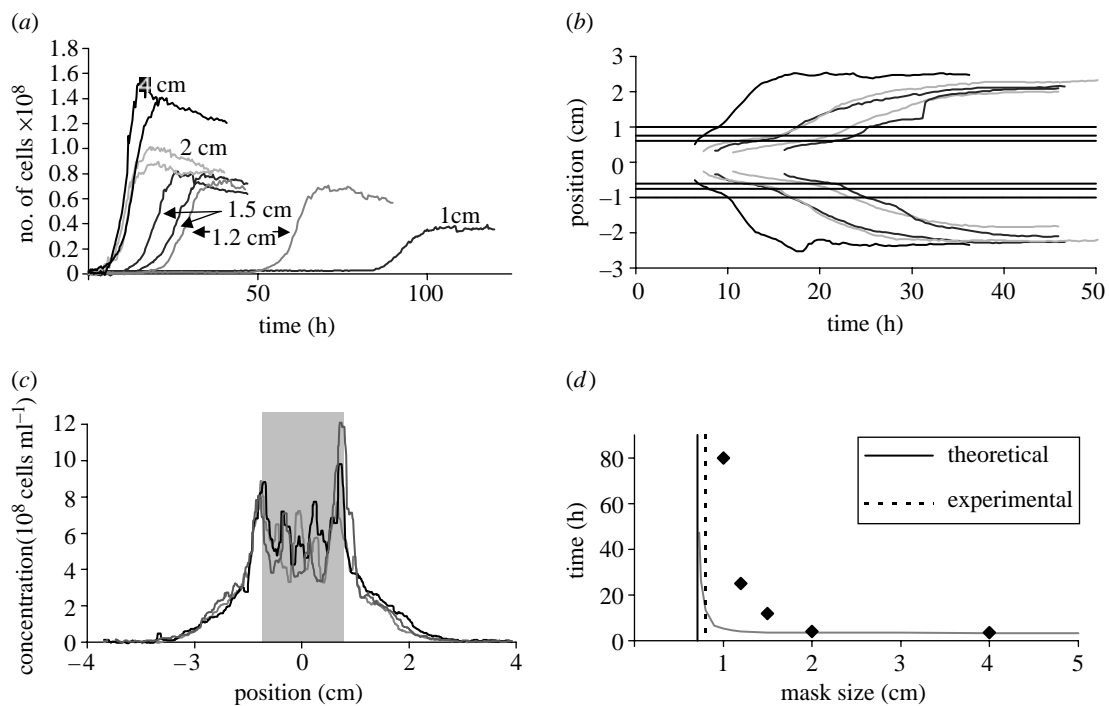 (a)
no. of cells ×10⁸
1.8
1.6
1.4
1.2
1.0
0.8
0.6
0.4
0.2
0
4 cm
2 cm
1.5 cm
1.2 cm
1cm
50
100
time (h)
(b)
position (cm)
3
2
1
0
−1
−2
−3
0
10
20
30
40
50
time (h)
(c)
concentration(10⁸ cells ml⁻¹)
12
10
8
6
4
2
0
−4
−2
0
2
4
position (cm)
(d)
time (h)
80
60
40
20
0
1
2
3
4
5
mask size (cm)
theoretical
experimental